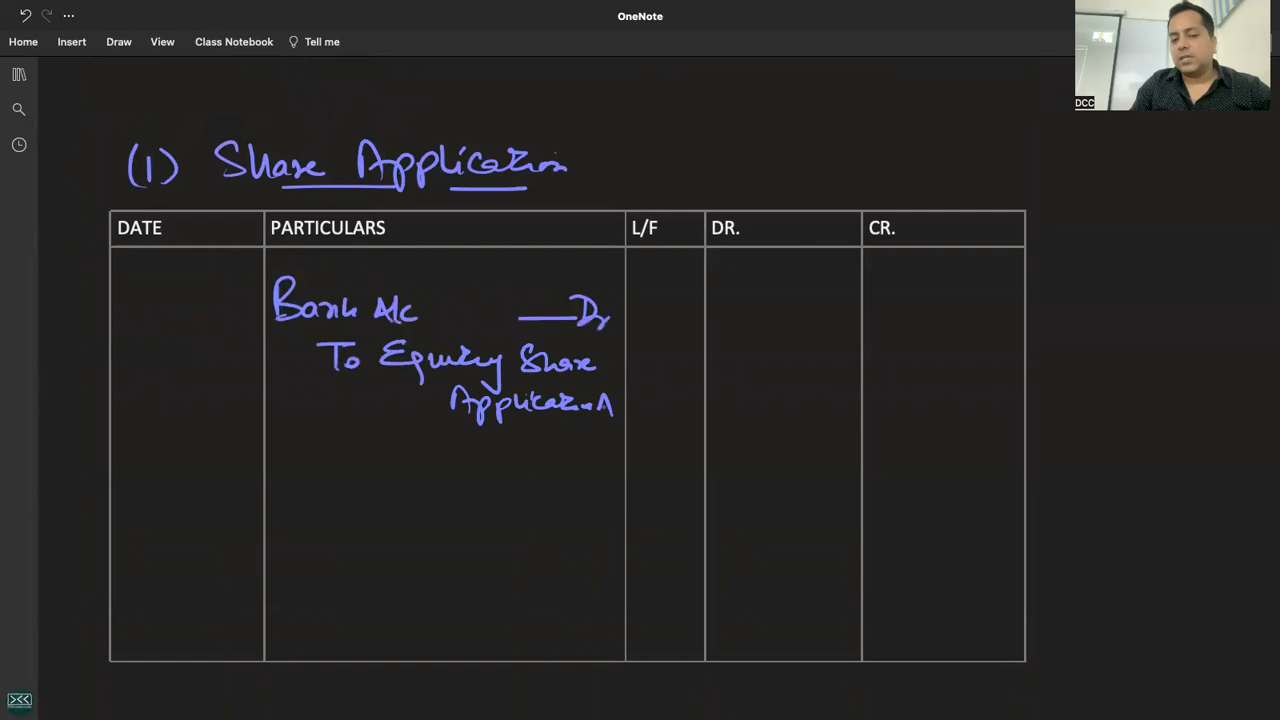 OneNote
Home Insert Draw View Class Notebook Tell me
DCC
(1) Share Application
DATE PARTICULARS L/F DR. CR.
Bank A/c —Dr
To Equity Share
Application A